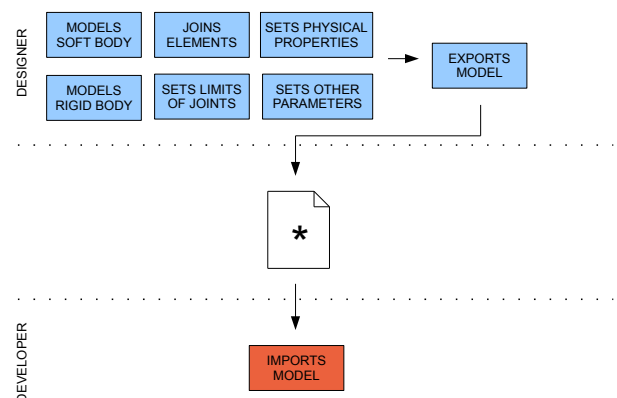 DESIGNER
MODELS
SOFT BODY
JOINS
ELEMENTS
SETS PHYSICAL
PROPERTIES
MODELS
RIGID BODY
SETS LIMITS
OF JOINTS
SETS OTHER
PARAMETERS
EXPORTS
MODEL
*
DEVELOPER
IMPORTS
MODEL